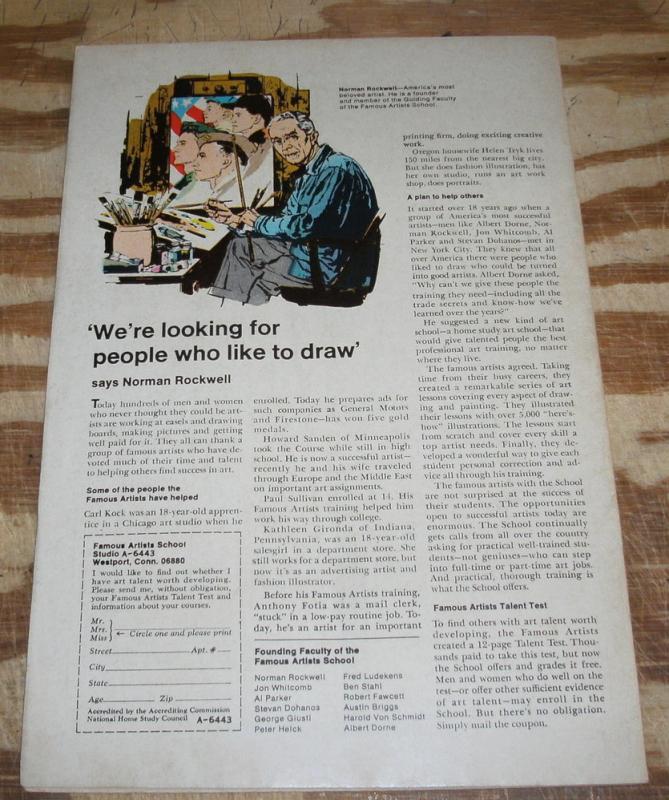 Norman Rockwell—America's most
beloved artist. He is a founder
and member of the Guiding Faculty
of the Famous Artists School.
'We're looking for
people who like to draw'
says Norman Rockwell
Today hundreds of men and women
who never thought they could be art-
ists are working at easels and drawing
boards, making pictures and getting
well paid for it. They all can thank a
group of famous artists who have de-
voted much of their time and talent
to helping others find success in art.
Some of the people the
Famous Artists have helped
Carl Kock was an 18-year-old appren-
tice in a Chicago art studio when he
enrolled. Today he prepares ads for
such companies as General Motors
and Firestone—has won five gold
medals.
Howard Sanden of Minneapolis
took the Course while still in high
school. He is now a successful artist—
recently he and his wife traveled
through Europe and the Middle East
on important assignments.
Paul Sullivan enrolled at 14. His
Famous Artists training helped him
work his way through college.
Kathleen Gironda of Indiana,
Pennsylvania, was an 18-year-old
salesgirl in a department store. She
still works for a department store, but
now it's as an advertising artist and
fashion illustrator.
Before his Famous Artists training,
Anthony Fotia was a mail clerk,
"stuck" in a low-pay routine job. To-
day, he's an artist for an important
printing firm, doing exciting creative
work.
Oregon housewife Helen Tryk lives
150 miles from the nearest big city.
But she does fashion illustration, has
her own studio, runs an art work
shop, does portraits.
A plan to help others
It started over 18 years ago when a
group of America's most successful
artists—men like Albert Dorne, Nor-
man Rockwell, Jon Whitcomb, Al
Parker and Stevan Dohanos—met in
New York City. They knew that all
over America there were people who
liked to draw who could be turned
into good artists. Albert Dorne asked,
"Why can't we give these people the
training they need—including all the
trade secrets and know-how we've
learned over the years?"
He suggested a new kind of art
school—a home study art school—that
would give talented people the best
professional art training, no matter
where they live.
The famous artists agreed. Taking
time from their busy careers, they
created a remarkable series of art
lessons covering every aspect of draw-
ing and painting. They illustrated
their lessons with over 5,000 "here's-
how" illustrations. The lessons start
from scratch and cover every skill a
top artist needs. Finally, they de-
veloped a wonderful way to give each
student personal correction and ad-
vice all through his training.
The famous artists with the School
are not surprised at the success of
their students. The opportunities
open to successful artists today are
enormous. The School continually
gets calls from all over the country
asking for practical well-trained stu-
dents—not geniuses—who can step
into full-time or part-time art jobs.
And practical, thorough training is
what the School offers.
Famous Artists Talent Test
To find others with art talent worth
developing, the Famous Artists
created a 12-page Talent Test. Thou-
sands paid to take this test, but now
the School offers and grades it free.
Men and women who do well on the
test—or offer other sufficient evidence
of art talent—may enroll in the
School. But there's no obligation.
Simply mail the coupon.
Famous Artists School
Studio A-6443
Westport, Conn. 06880
I would like to find out whether I
have art talent worth developing.
Please send me, without obligation,
your Famous Artists Talent Test and
information about your courses.
Mr.
Mrs. ← Circle one and please print
Miss
Street Apt. #
City
State
Age Zip
Accredited by the Accrediting Commission
National Home Study Council A-6443
Founding Faculty of the
Famous Artists School
Norman Rockwell
Jon Whitcomb
Al Parker
Stevan Dohanos
George Giusti
Peter Helck
Fred Ludekens
Ben Stahl
Robert Fawcett
Austin Briggs
Harold Von Schmidt
Albert Dorne